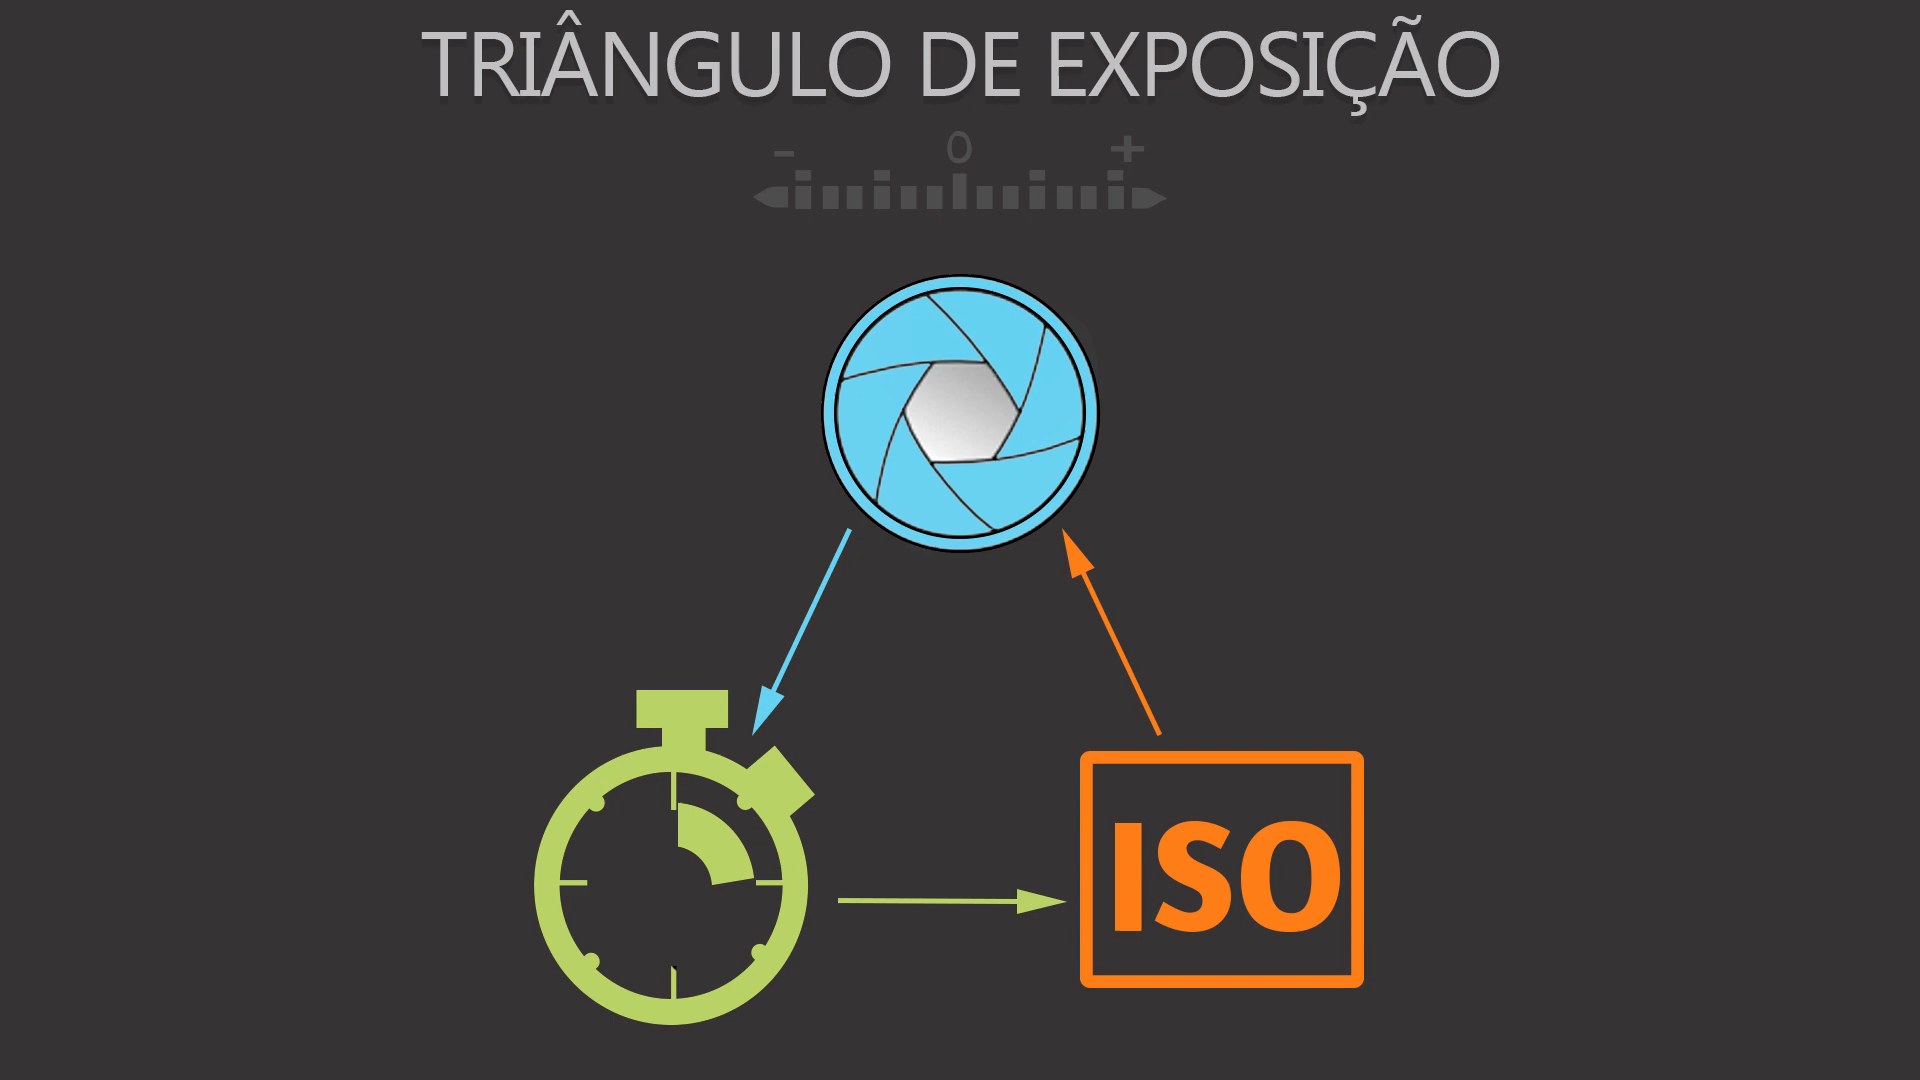 TRIÂNGULO DE EXPOSIÇÃO
- 0 +
ISO